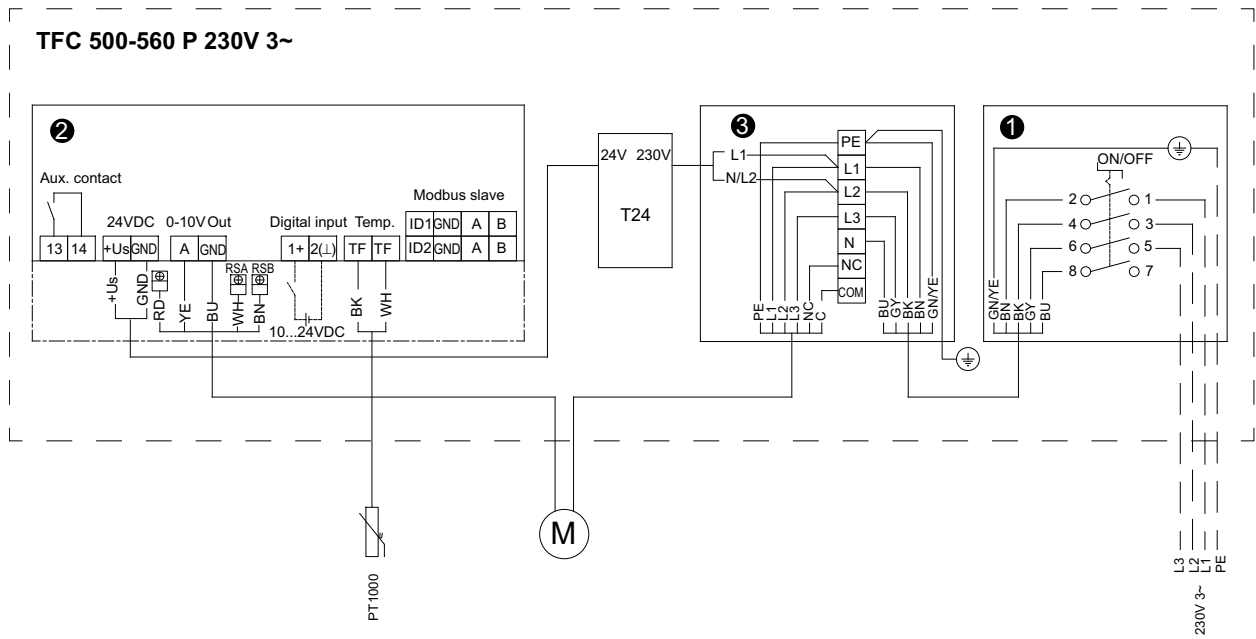 TFC 500-560 P 230V 3~
2
Aux. contact
13 14
24VDC
+Us GND
0-10V Out
A GND
Digital input
1+ 2(⊥)
Temp.
TF TF
Modbus slave
ID1 GND A B
ID2 GND A B
+Us
GND
RD
YE
BU
RSA
WH
RSB
BN
10...24VDC
BK
WH
24V 230V
T24
3
L1
N/L2
PE
L1
L2
L3
N
NC
COM
PE
L1
L2
L3
NC
C
BU
GY
BK
BN
GN/YE
1
ON/OFF
2 1
4 3
6 5
8 7
GN/YE
BN
BK
GY
BU
PT1000
M
L3
L2
L1
PE
230V 3~